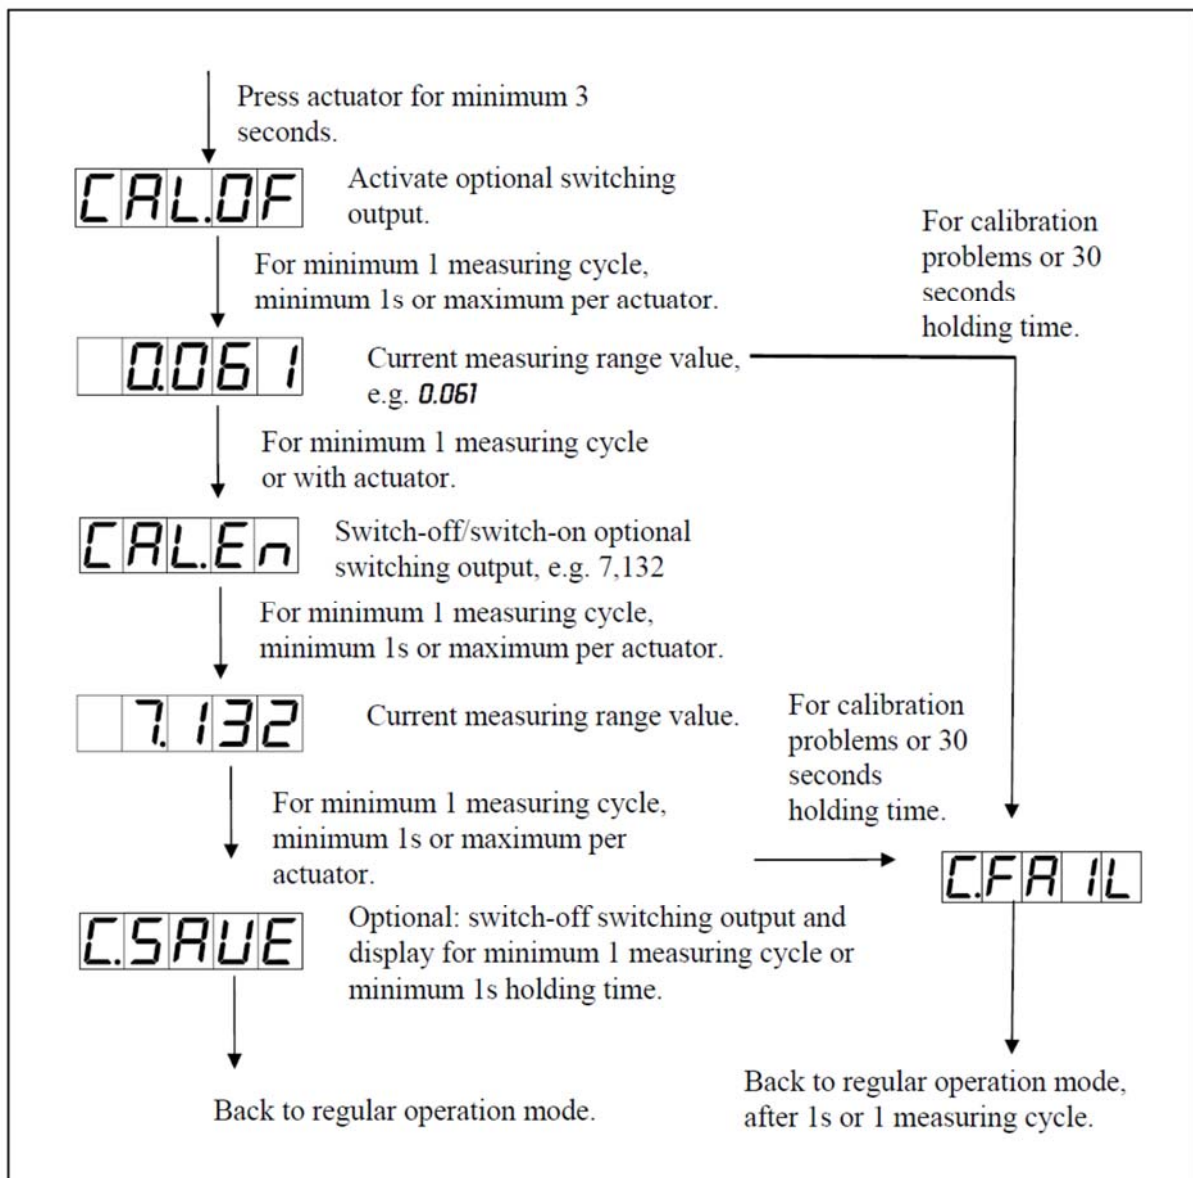 Press actuator for minimum 3
seconds.
CAL.OF
Activate optional switching
output.
For calibration
problems or 30
seconds
holding time.
For minimum 1 measuring cycle,
minimum 1s or maximum per actuator.
0.061
Current measuring range value,
e.g. 0.061
For minimum 1 measuring cycle
or with actuator.
CAL.En
Switch-off/switch-on optional
switching output, e.g. 7,132
For minimum 1 measuring cycle,
minimum 1s or maximum per actuator.
7.132
Current measuring range value.
For calibration
problems or 30
seconds
holding time.
For minimum 1 measuring cycle,
minimum 1s or maximum per
actuator.
C.FAIL
C.SAVE
Optional: switch-off switching output and
display for minimum 1 measuring cycle or
minimum 1s holding time.
Back to regular operation mode.
Back to regular operation mode,
after 1s or 1 measuring cycle.